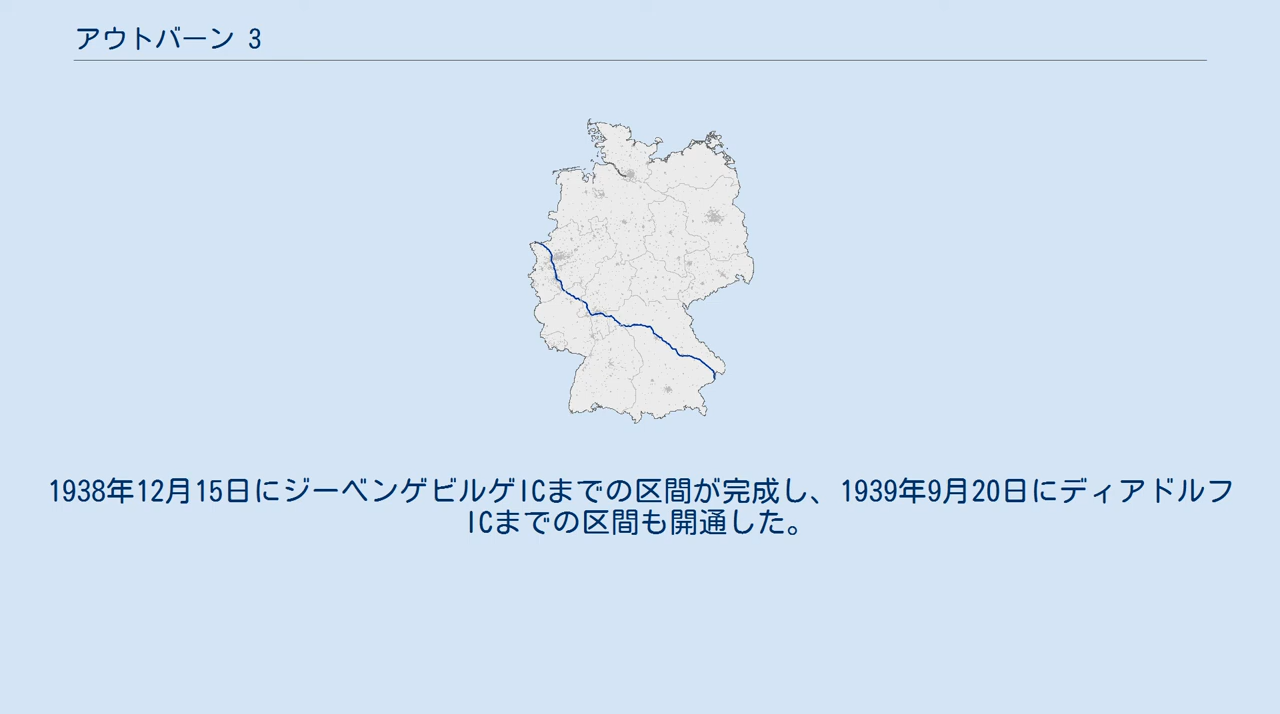 アウトバーン 3
1938年12月15日にジーベンゲビルゲICまでの区間が完成し、1939年9月20日にディアドルフ
ICまでの区間も開通した。